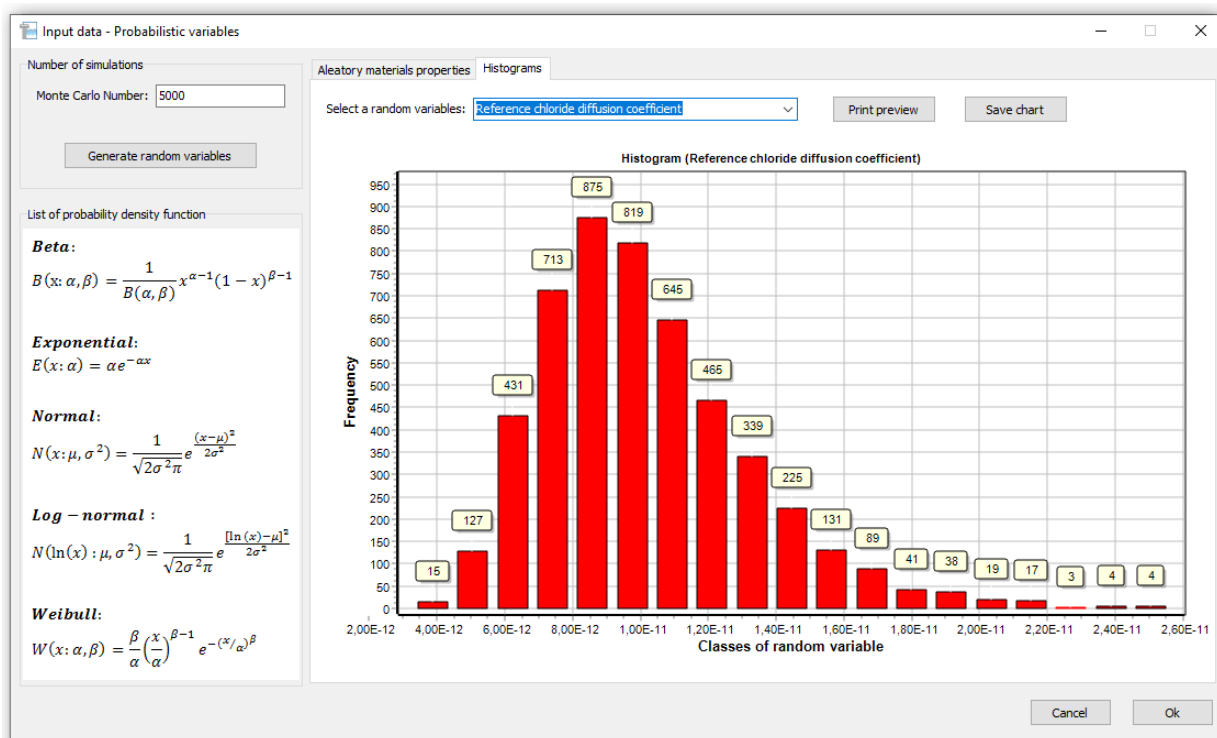 Input data - Probabilistic variables
Number of simulations
Monte Carlo Number: 5000
Generate random variables
List of probability density function
Beta:
B(x: α, β) = 1/B(α, β) x^(α−1) (1 − x)^(β−1)
Exponential:
E(x: α) = αe^(−αx)
Normal:
N(x: μ, σ²) = 1/√(2σ²π) e^((x−μ)²/2σ²)
Log − normal :
N(ln(x) : μ, σ²) = 1/√(2σ²π) e^([ln (x)−μ]²/2σ²)
Weibull:
W(x: α, β) = β/α (x/α)^(β−1) e^(−(x/α)^β)
Aleatory materials properties Histograms
Select a random variables: Reference chloride diffusion coefficient Print preview Save chart
Histogram (Reference chloride diffusion coefficient)
Frequency
950
900
850
800
750
700
650
600
550
500
450
400
350
300
250
200
150
100
50
0
15 127 431 713 875 819 645 465 339 225 131 89 41 38 19 17 3 4 4
2,00E-12 4,00E-12 6,00E-12 8,00E-12 1,00E-11 1,20E-11 1,40E-11 1,60E-11 1,80E-11 2,00E-11 2,20E-11 2,40E-11 2,60E-11
Classes of random variable
Cancel Ok